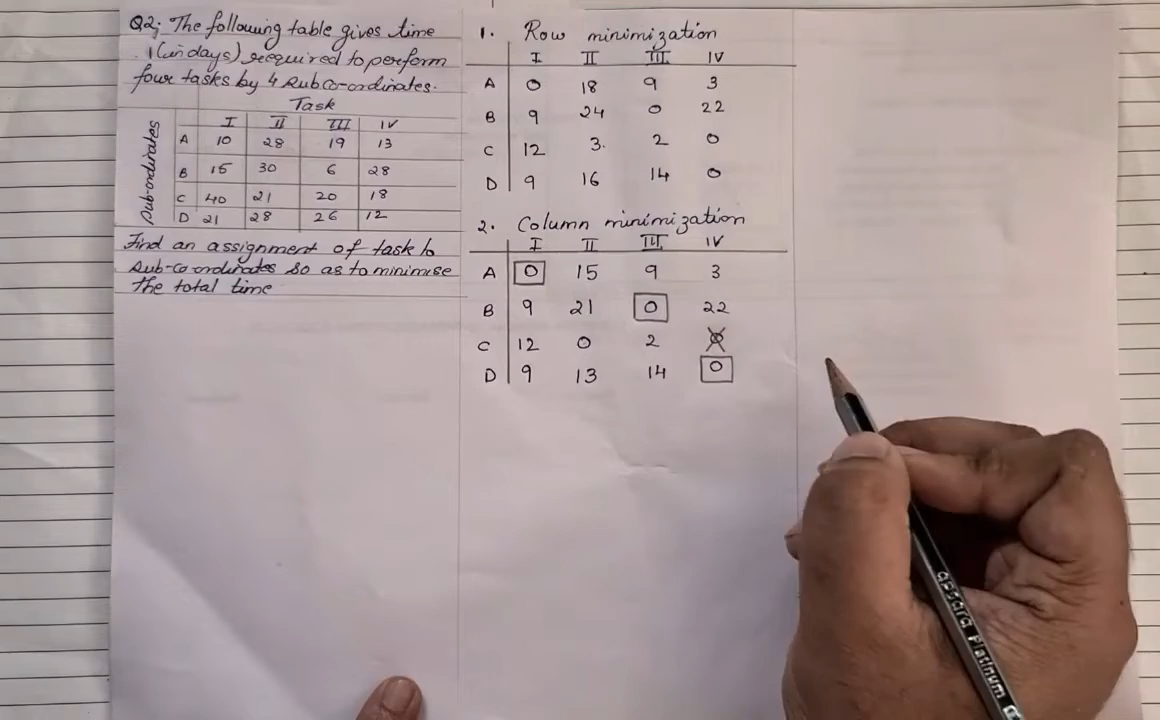 Q2; The following table gives time
(in days) required to perform
four tasks by 4 subco-ordinates.
Task
I II III IV
Sub-ordinates
A 10 28 19 13
B 15 30 6 28
C 40 21 20 18
D 21 28 26 12
Find an assignment of task to
sub-co ordinates so as to minimise
the total time
1. Row minimization
I II III IV
A 0 18 9 3
B 9 24 0 22
C 12 3. 2 0
D 9 16 14 0
2. Column minimization
I II III IV
A 0 15 9 3
B 9 21 0 22
C 12 0 2 0
D 9 13 14 0
apsara Platinum